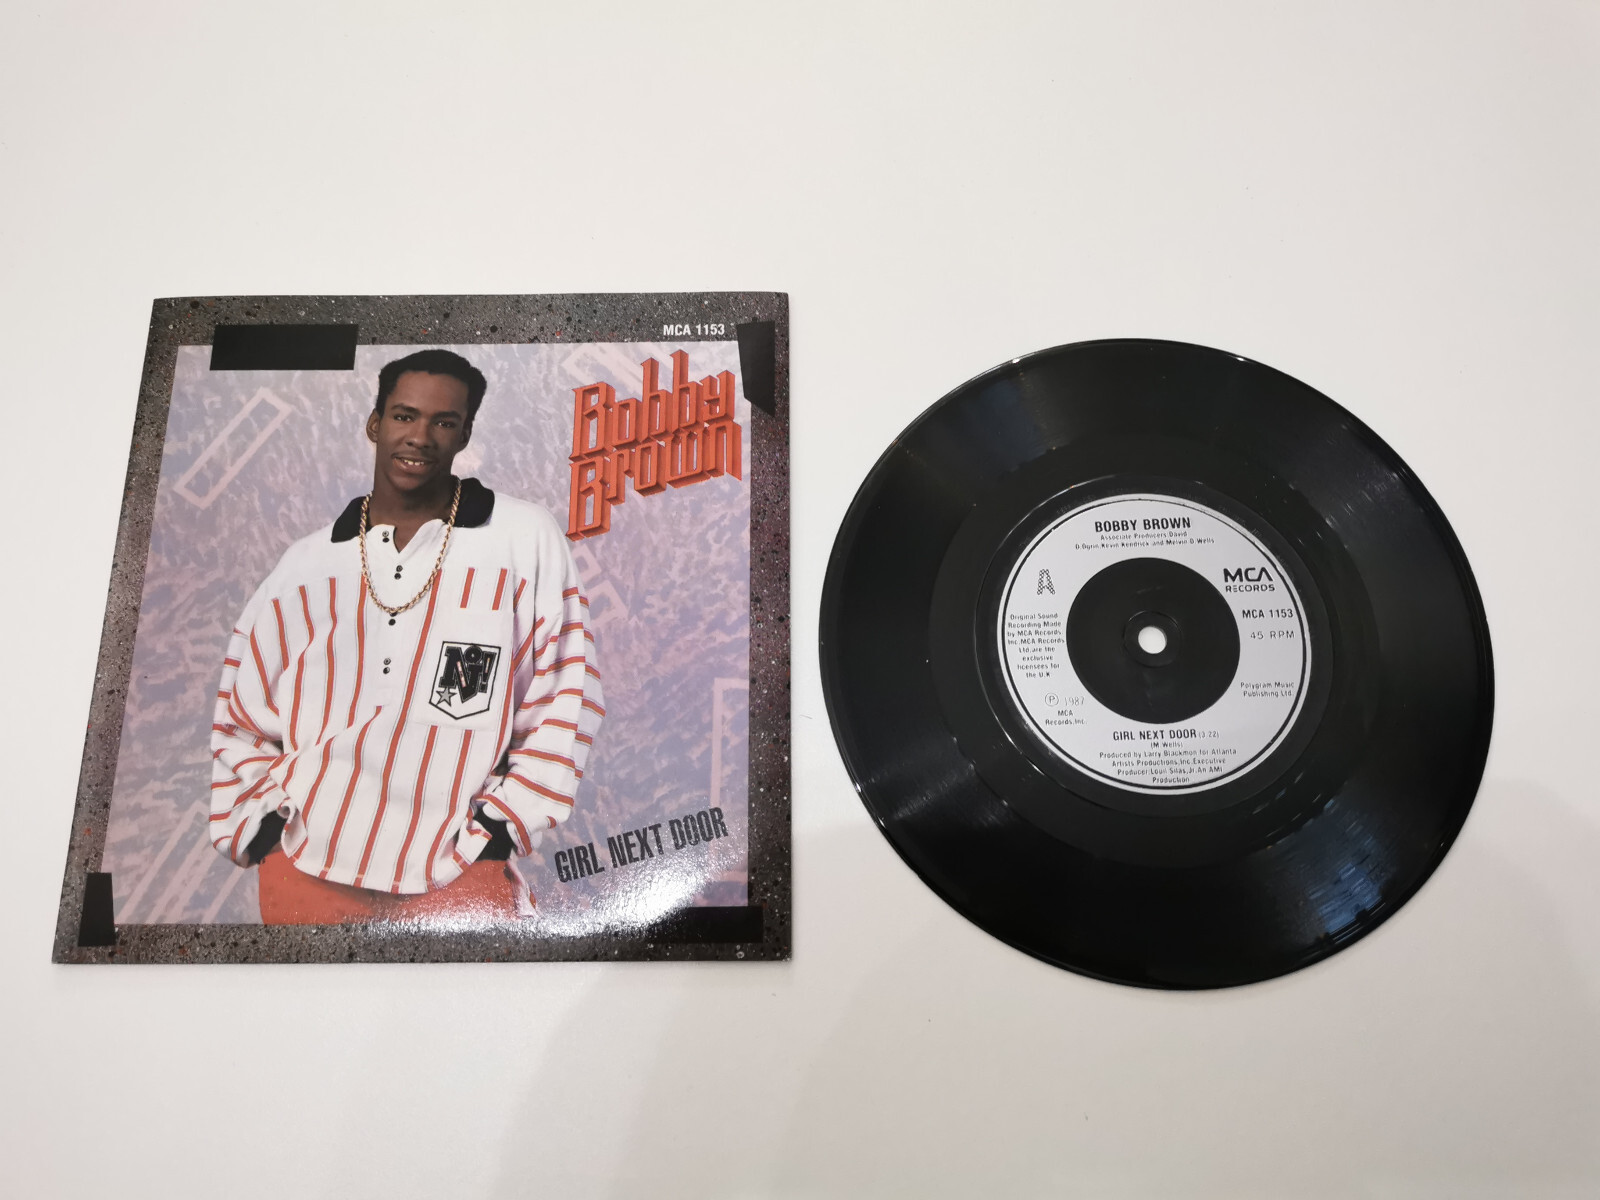 MCA 1153
Bobby
Brown
N!
GIRL NEXT DOOR
BOBBY BROWN
Associate Producers:David
D.Ogrin,Kevin Kendrick and Melvin D.Wells
A
MCA
RECORDS
MCA 1153
45 RPM
Original Sound
Recording Made
by MCA Records
Inc.MCA Records
Ltd.are the
exclusive
licensees for
the U.K
Ⓟ 1987
MCA
Records,Inc.
Polygram Music
Publishing Ltd.
GIRL NEXT DOOR (3.22)
(M Wells)
Produced by Larry Blackmon for Atlanta
Artists Productions,Inc.Executive
Producer:Louil Silas,Jr.An AMI
Production